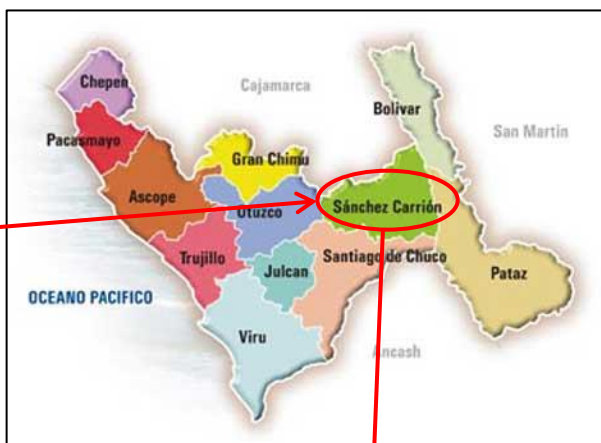 Chepen
Cajamarca
Bolivar
San Martin
Pacasmayo
Gran Chimu
Ascope
Otuzco
Sánchez Carrión
Trujillo
Julcan
Santiago de Chuco
Pataz
OCEANO PACIFICO
Viru
Ancash